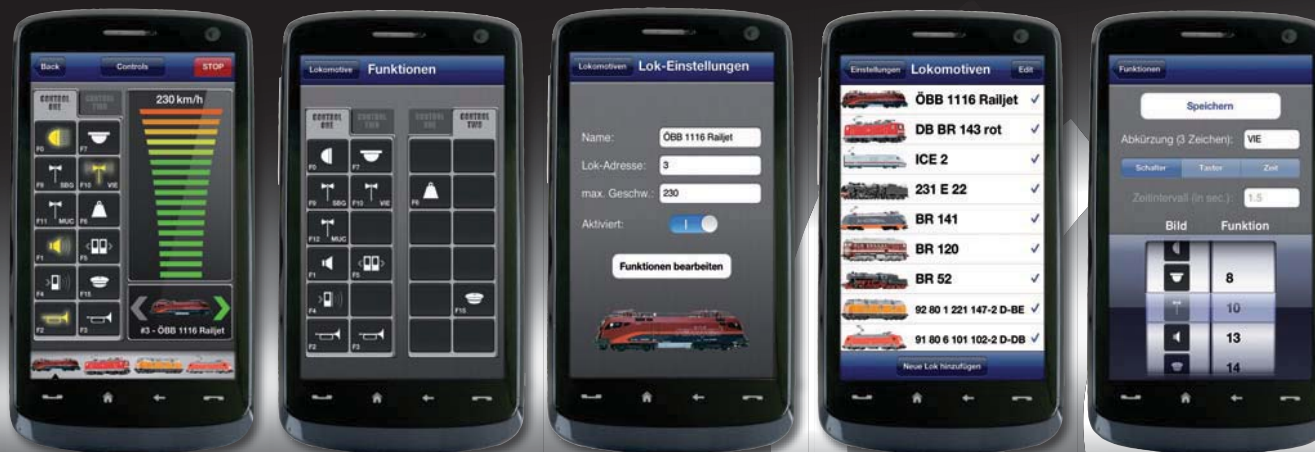 Back Controls STOP
CONTROL ONE CONTROL TWO
230 km/h
F0 F7
F9 SBG F10 VIE
F11 MUC F6
F1 F5
F4 F15
F2 F3
#3 - ÖBB 1116 Railjet
Lokomotive Funktionen
CONTROL ONE CONTROL TWO CONTROL ONE CONTROL TWO
F0 F7
F9 SBG F10 VIE F6
F12 MUC
F1 F5
F4 F15
F2 F3
Lokomotiven Lok-Einstellungen
Name: ÖBB 1116 Railjet
Lok-Adresse: 3
max. Geschw.: 230
Aktiviert:
Funktionen bearbeiten
Einstellungen Lokomotiven Edit
ÖBB 1116 Railjet
DB BR 143 rot
ICE 2
231 E 22
BR 141
BR 120
BR 52
92 80 1 221 147-2 D-BE
91 80 6 101 102-2 D-DB
Neue Lok hinzufügen
Funktionen
Speichern
Abkürzung (3 Zeichen): VIE
Schalter Taster Zeit
Zeitintervall (in sec.): 1.5
Bild Funktion
8
10
13
14